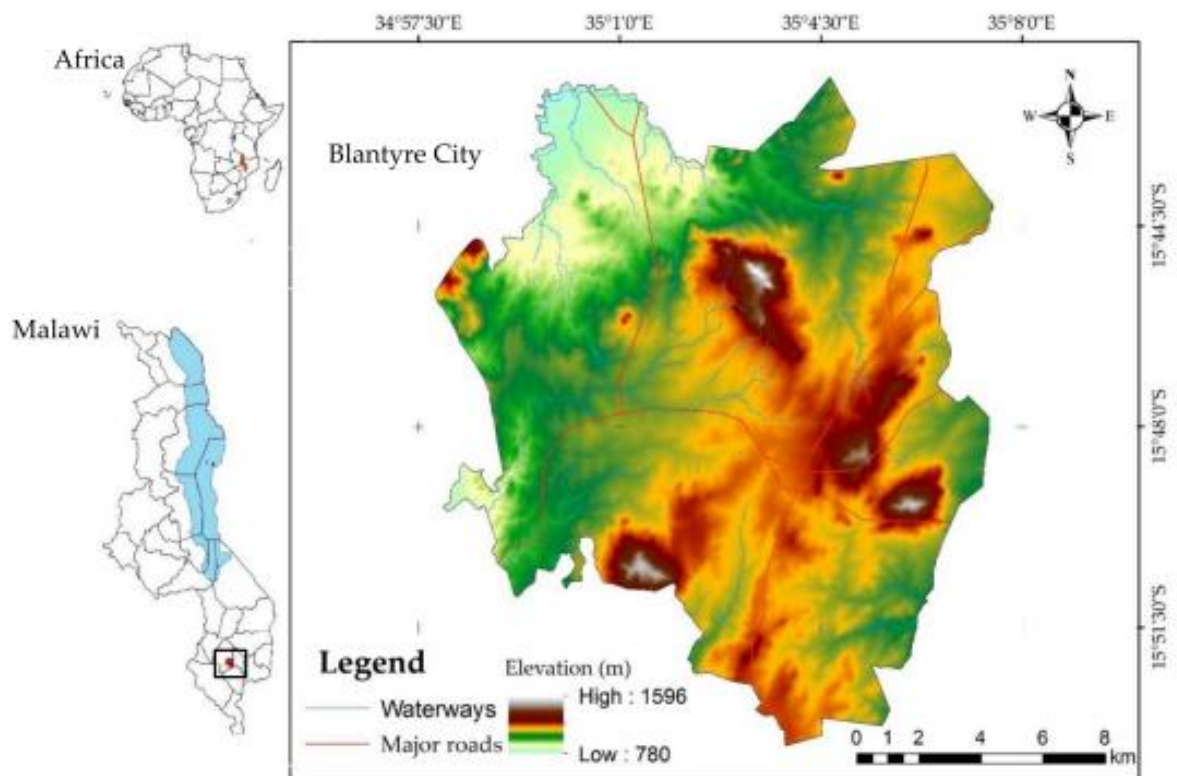 34°57'30"E
35°1'0"E
35°4'30"E
35°8'0"E
Africa
Malawi
Blantyre City
N
W
E
S
15°44'30"S
15°48'0"S
15°51'30"S
Legend
Waterways
Major roads
Elevation (m)
High : 1596
Low : 780
0 1 2 4 6 8
km